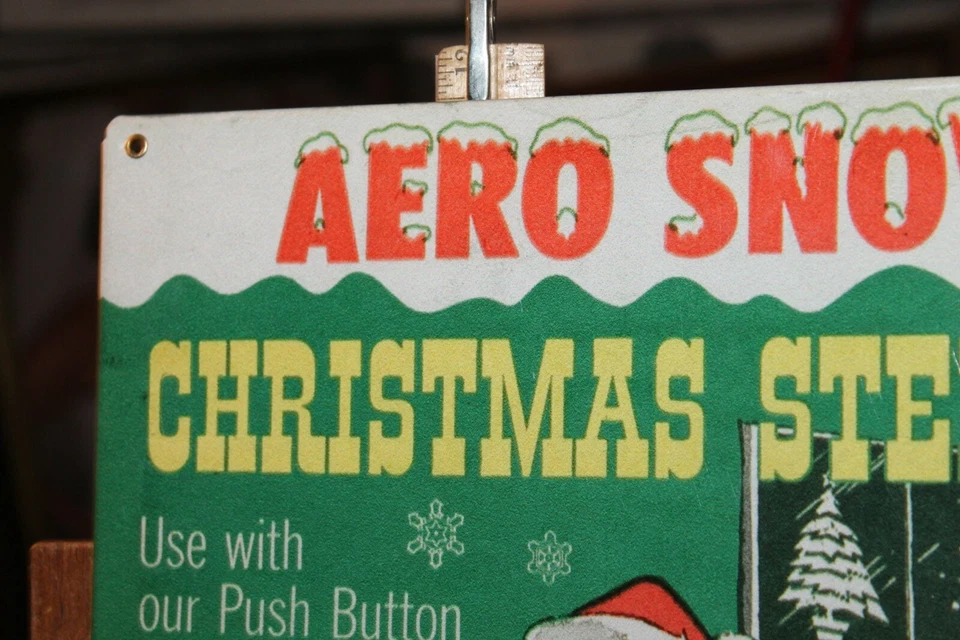 AERO SNO
CHRISTMAS STE
Use with
our Push Button